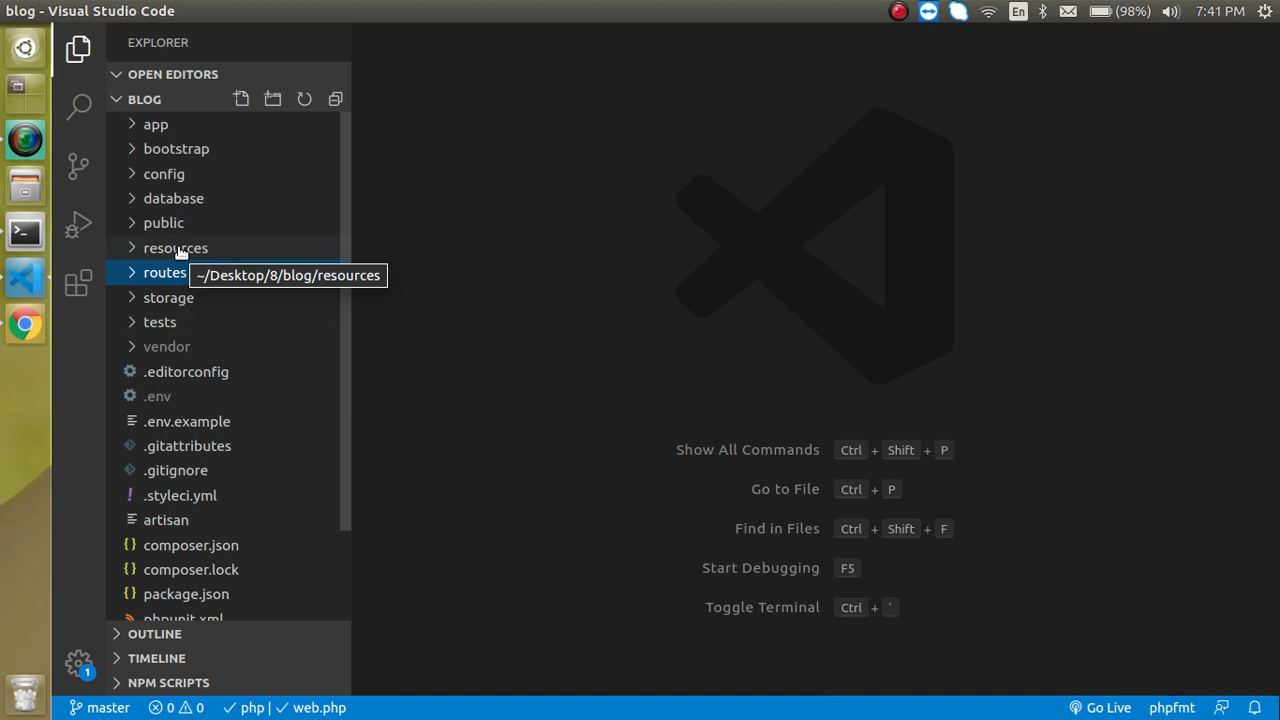 blog - Visual Studio Code
En
(98%)
7:41 PM
EXPLORER
OPEN EDITORS
BLOG
app
bootstrap
config
database
public
resources
routes
~/Desktop/8/blog/resources
storage
tests
vendor
.editorconfig
.env
.env.example
.gitattributes
.gitignore
.styleci.yml
artisan
composer.json
composer.lock
package.json
phpunit.xml
OUTLINE
TIMELINE
NPM SCRIPTS
Show All Commands Ctrl + Shift + P
Go to File Ctrl + P
Find in Files Ctrl + Shift + F
Start Debugging F5
Toggle Terminal Ctrl + `
1
master 0 0 php | web.php Go Live phpfmt